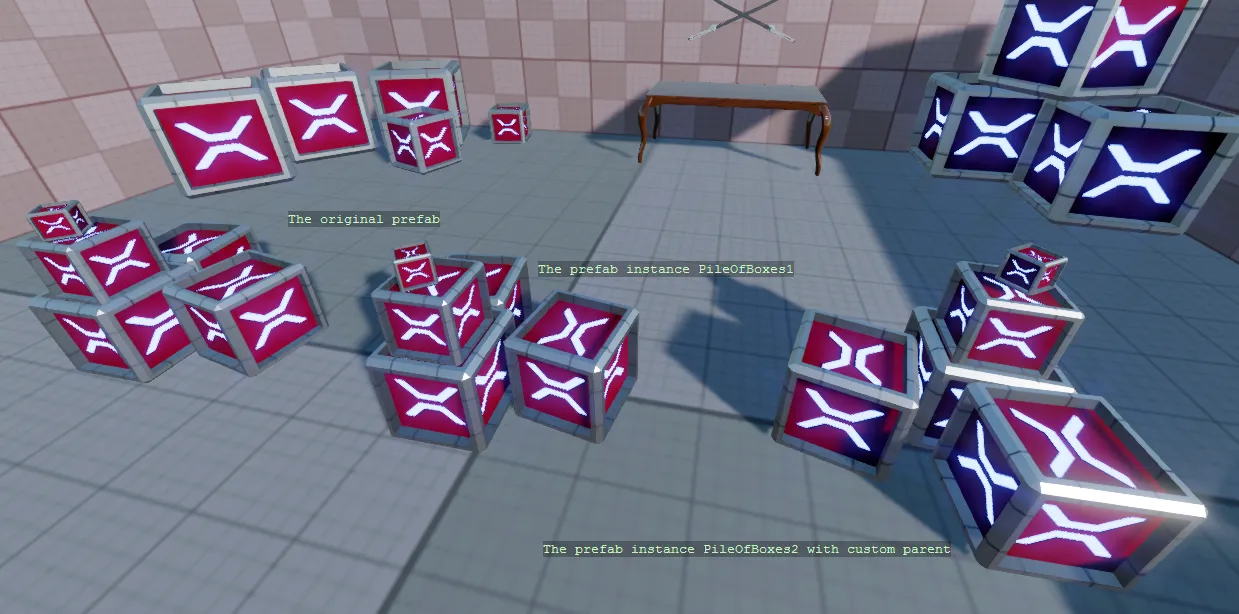 The original prefab
The prefab instance PileOfBoxes1
The prefab instance PileOfBoxes2 with custom parent